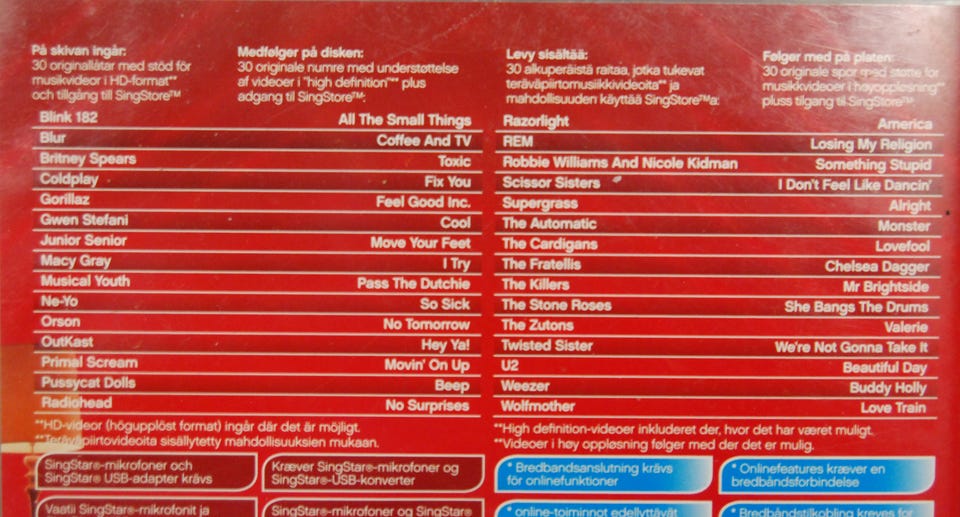 På skivan ingår:
30 originallåtar med stöd för
musikvideor i HD-format**
och tillgång till SingStore™
Medfølger på disken:
30 originale numre med understøttelse
af videoer i "high definition"** plus
adgang til SingStore™:
Levy sisältää:
30 alkuperäistä raitaa, jotka tukevat
teräväpiirtomusiikkivideoita** ja
mahdollisuuden käyttää SingStore™a:
Følger med på platen:
30 originale spor med støtte for
musikkvideoer i høyoppløsning**
pluss tilgang til SingStore™
Blink 182 All The Small Things
Blur Coffee And TV
Britney Spears Toxic
Coldplay Fix You
Gorillaz Feel Good Inc.
Gwen Stefani Cool
Junior Senior Move Your Feet
Macy Gray I Try
Musical Youth Pass The Dutchie
Ne-Yo So Sick
Orson No Tomorrow
OutKast Hey Ya!
Primal Scream Movin' On Up
Pussycat Dolls Beep
Radiohead No Surprises
Razorlight America
REM Losing My Religion
Robbie Williams And Nicole Kidman Something Stupid
Scissor Sisters I Don't Feel Like Dancin'
Supergrass Alright
The Automatic Monster
The Cardigans Lovefool
The Fratellis Chelsea Dagger
The Killers Mr Brightside
The Stone Roses She Bangs The Drums
The Zutons Valerie
Twisted Sister We're Not Gonna Take It
U2 Beautiful Day
Weezer Buddy Holly
Wolfmother Love Train
**HD-videor (högupplöst format) ingår där det är möjligt.
**Teräväpiirtovideoita sisällytetty mahdollisuuksien mukaan.
**High definition-videoer inkluderet der, hvor det har været muligt.
**Videoer i høy oppløsning følger med der det er mulig.
SingStar®-mikrofoner och
SingStar® USB-adapter krävs
Kræver SingStar®-mikrofoner og
SingStar®-USB-konverter
* Bredbandsanslutning krävs
för onlinefunktioner
* Onlinefeatures kræver en
bredbåndsforbindelse
Vaatii SingStar®-mikrofonit ja
SingStar®-mikrofoner og SingStar®
* online-toiminnot edellyttävät
* Bredbåndstilkobling kreves for